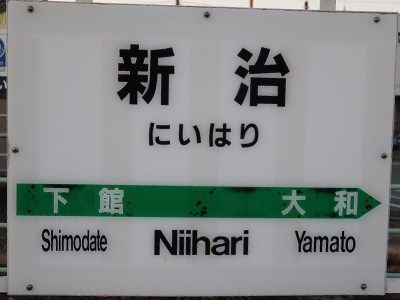 新治
にいはり
下館 大和
Shimodate Niihari Yamato